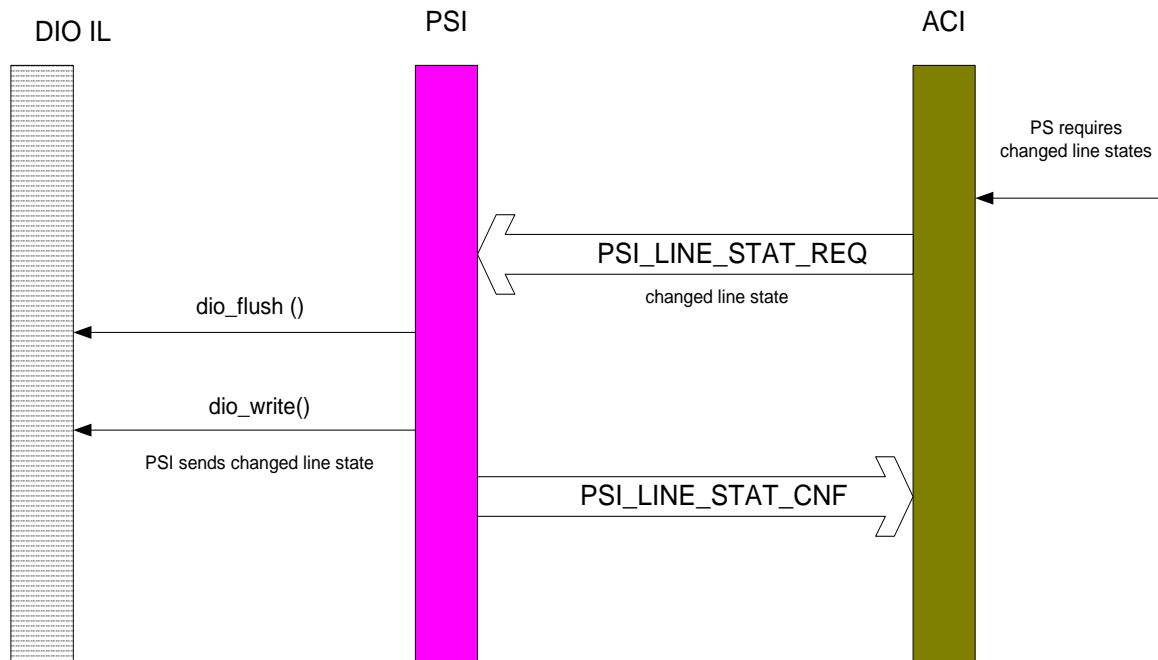 DIO IL
PSI
ACI
PS requires
changed line states
PSI_LINE_STAT_REQ
changed line state
dio_flush ()
dio_write()
PSI sends changed line state
PSI_LINE_STAT_CNF